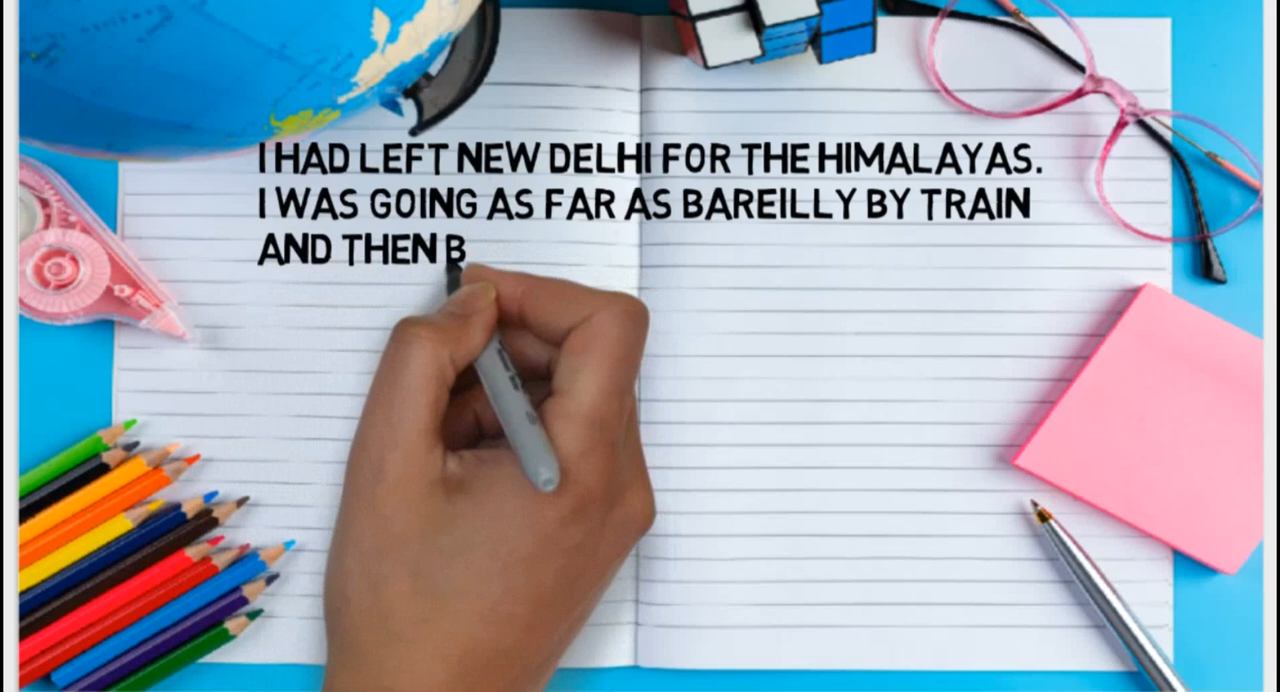 I HAD LEFT NEW DELHI FOR THE HIMALAYAS.
I WAS GOING AS FAR AS BAREILLY BY TRAIN
AND THEN B